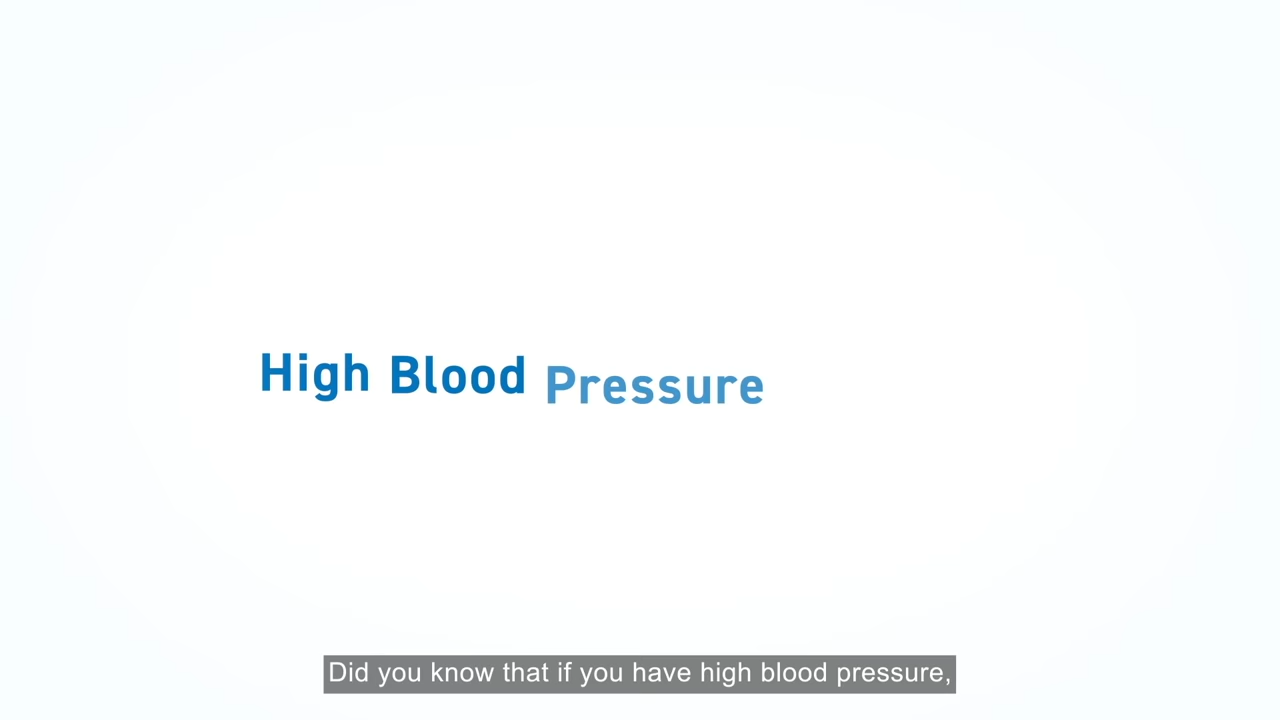 High Blood Pressure
Did you know that if you have high blood pressure,